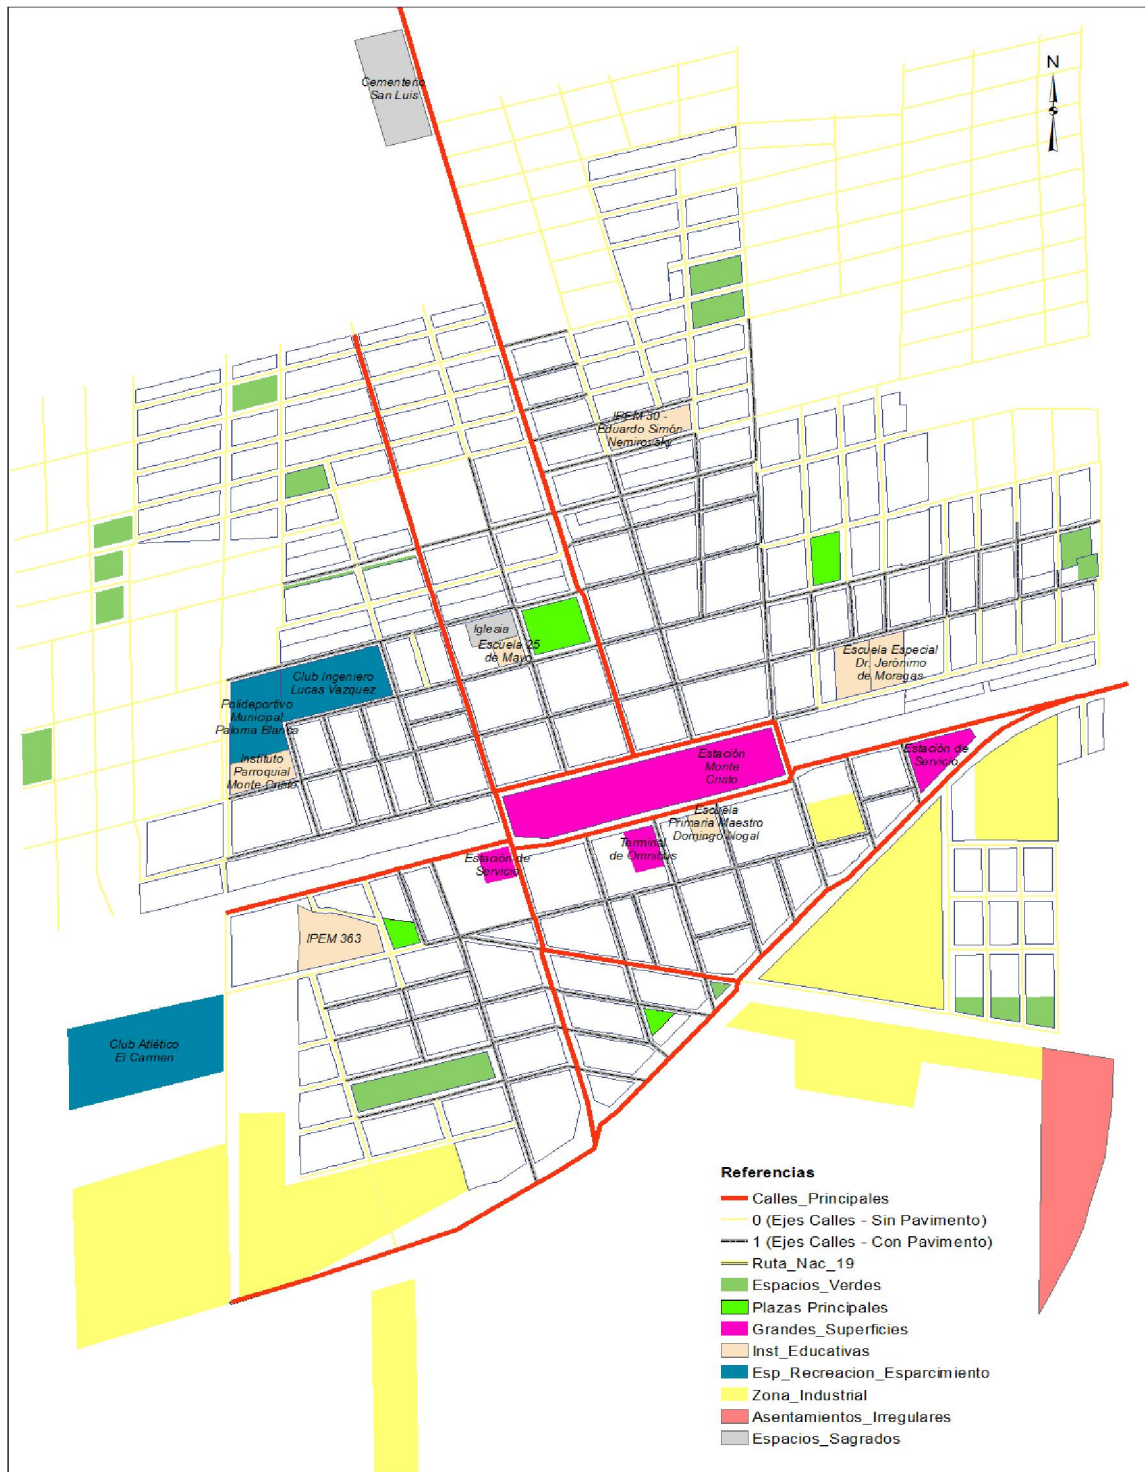 N
Cementerio
San Luis
IPEM 30 -
Eduardo Simón
Nemirovsky
Iglesia
Escuela 25
de Mayo
Escuela Especial
Dr. Jerónimo
de Moragas
Club Ingeniero
Lucas Vazquez
Polideportivo
Municipal
Paloma Blanca
Instituto
Parroquial
Monte Cristo
Estación
Monte
Cristo
Estación de
Servicio
Escuela
Primaria Maestro
Domingo Nogal
Terminal
de Omnibus
Estación de
Servicio
IPEM 363
Club Atlético
El Carmen
Referencias
Calles_Principales
0 (Ejes Calles - Sin Pavimento)
1 (Ejes Calles - Con Pavimento)
Ruta_Nac_19
Espacios_Verdes
Plazas Principales
Grandes_Superficies
Inst_Educativas
Esp_Recreacion_Esparcimiento
Zona_Industrial
Asentamientos_Irregulares
Espacios_Sagrados